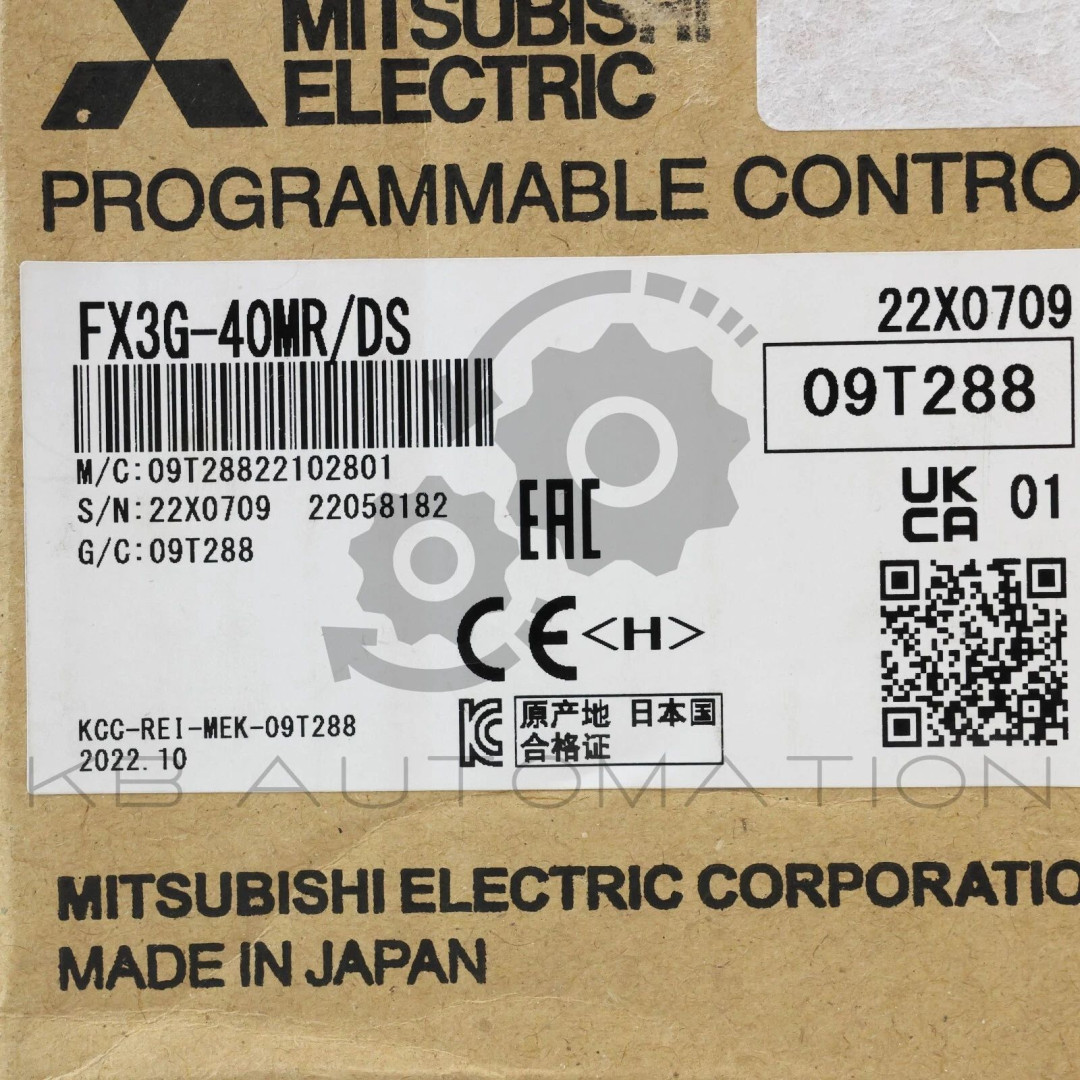 MITSUBISHI
ELECTRIC
PROGRAMMABLE CONTRO
FX3G-40MR/DS
22X0709
09T288
M/C:09T28822102801
S/N:22X0709 22058182
G/C:09T288
EAC
UK
CA
01
CE <H>
KCC-REI-MEK-09T288
2022.10
KC
原产地 日本国
合格证
KB AUTOMATION
MITSUBISHI ELECTRIC CORPORATIO
MADE IN JAPAN